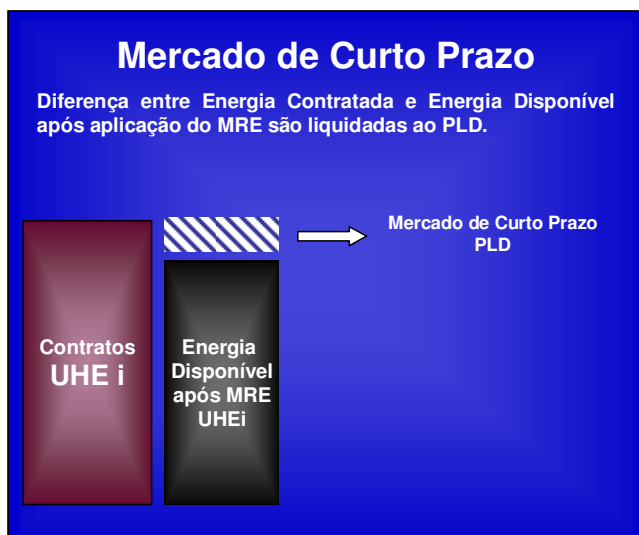 Mercado de Curto Prazo
Diferença entre Energia Contratada e Energia Disponível
após aplicação do MRE são liquidadas ao PLD.
Mercado de Curto Prazo
PLD
Contratos
UHE i
Energia
Disponível
após MRE
UHEi